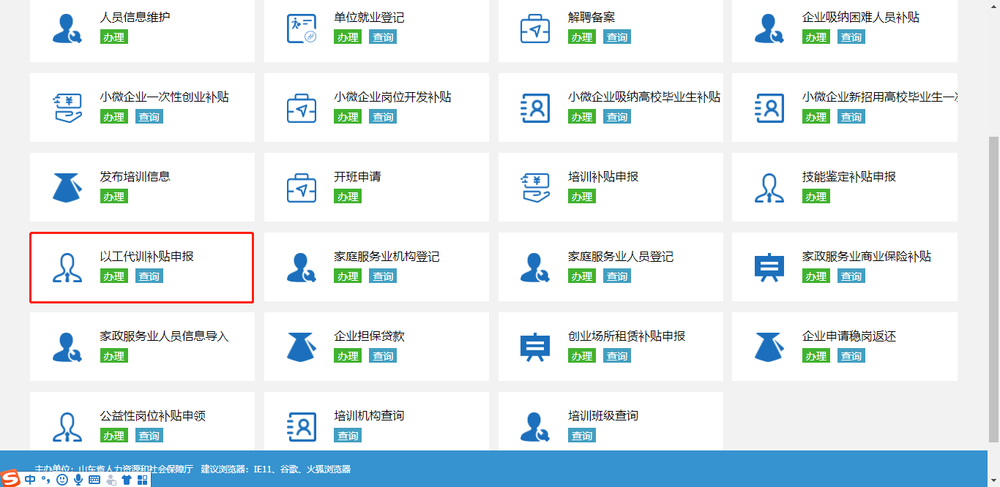 人员信息维护
办理
单位就业登记
办理 查询
解聘备案
办理 查询
企业吸纳困难人员补贴
办理 查询
小微企业一次性创业补贴
办理 查询
小微企业岗位开发补贴
办理 查询
小微企业吸纳高校毕业生补贴
办理 查询
小微企业新招用高校毕业生一
办理 查询
发布培训信息
办理
开班申请
办理
培训补贴申报
办理
技能鉴定补贴申报
办理
以工代训补贴申报
办理 查询
家庭服务业机构登记
办理 查询
家庭服务业人员登记
办理 查询
家政服务业商业保险补贴
办理 查询
家政服务业人员信息导入
办理
企业担保贷款
办理 查询
创业场所租赁补贴申报
办理 查询
企业申请稳岗返还
办理 查询
公益性岗位补贴申领
办理 查询
培训机构查询
查询
培训班级查询
查询
主办单位：山东省人力资源和社会保障厅 建议浏览器：IE11、谷歌、火狐浏览器
中